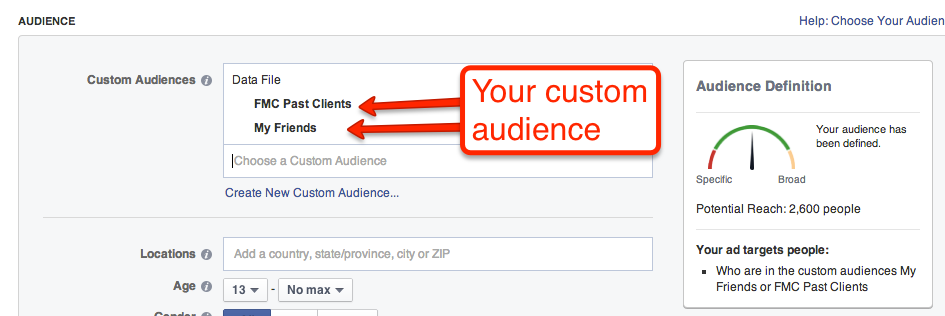 AUDIENCE
Help: Choose Your Audien
Custom Audiences
Data File
FMC Past Clients
My Friends
Choose a Custom Audience
Create New Custom Audience...
Your custom
audience
Audience Definition
Your audience has
been defined.
Specific
Broad
Potential Reach: 2,600 people
Your ad targets people:
Who are in the custom audiences My
Friends or FMC Past Clients
Locations
Add a country, state/province, city or ZIP
Age
13 - No max
Gender